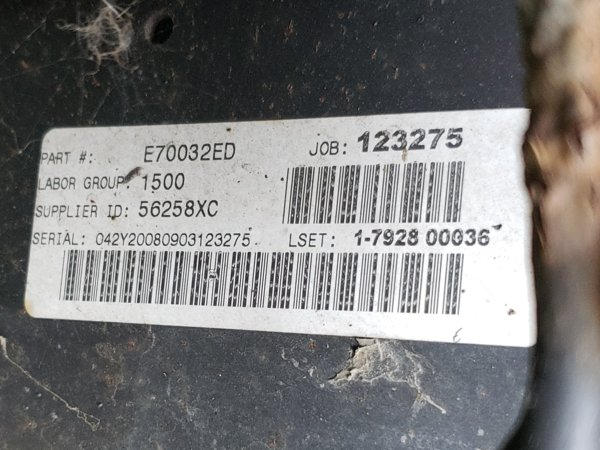 PART #: E70032ED JOB: 123275
LABOR GROUP: 1500
SUPPLIER ID: 56258XC
SERIAL: 042Y20080903123275 LSET: 1-7928 00036